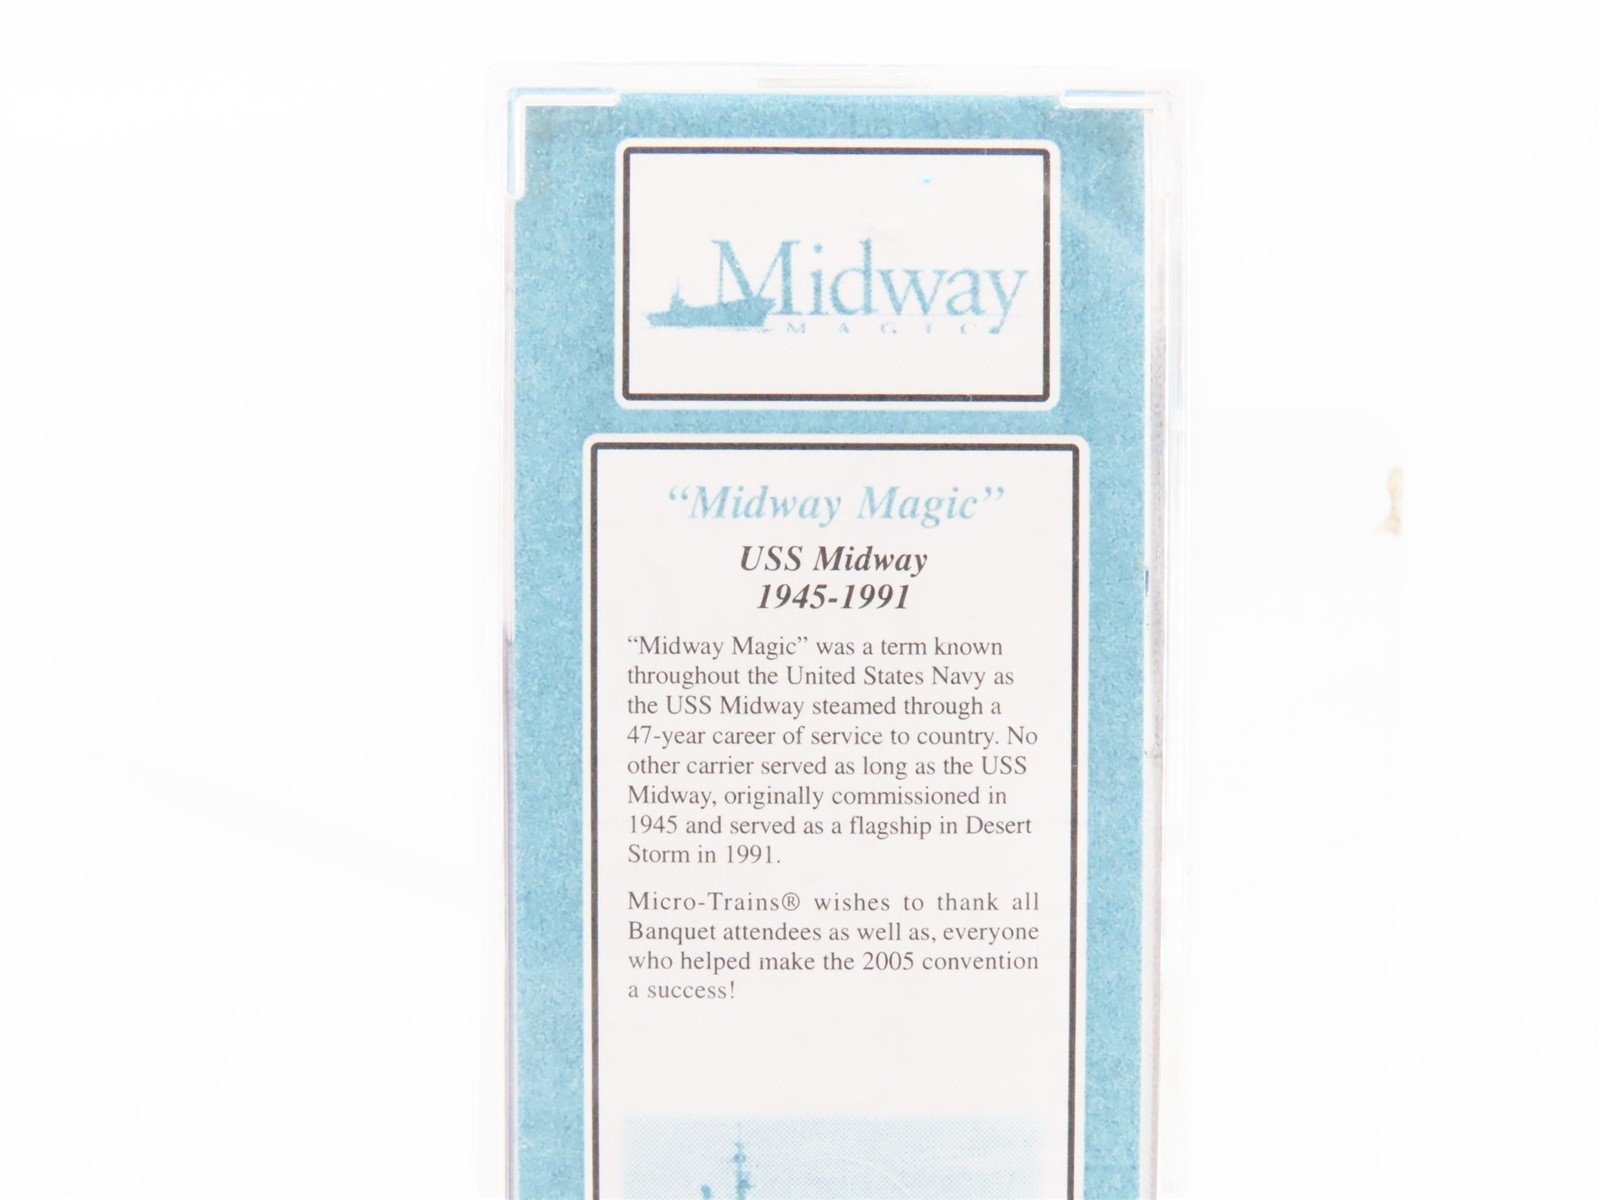 Midway
MAGIC
“Midway Magic”
USS Midway
1945-1991
“Midway Magic” was a term known
throughout the United States Navy as
the USS Midway steamed through a
47-year career of service to country. No
other carrier served as long as the USS
Midway, originally commissioned in
1945 and served as a flagship in Desert
Storm in 1991.
Micro-Trains® wishes to thank all
Banquet attendees as well as, everyone
who helped make the 2005 convention
a success!